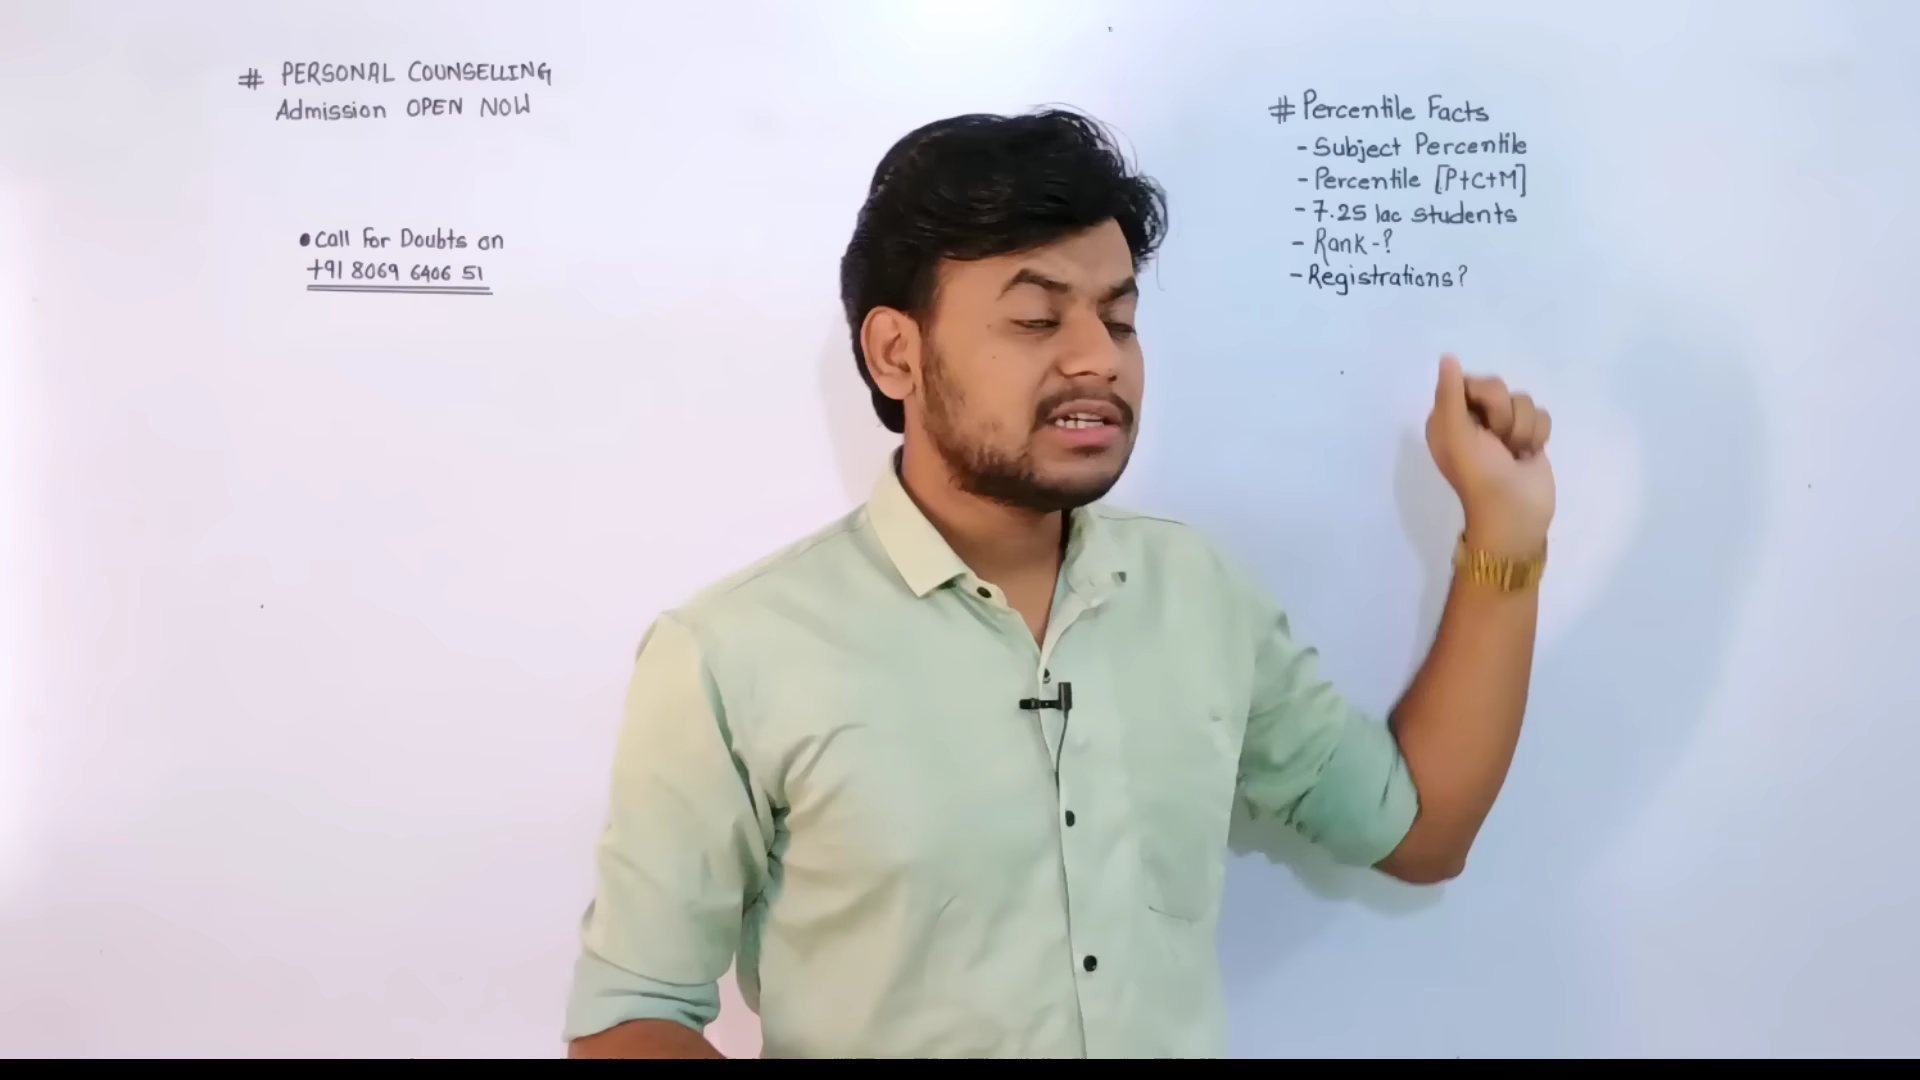 # PERSONAL COUNSELLING
Admission OPEN NOW
• Call For Doubts on
+91 8069 6406 51
# Percentile Facts
- Subject Percentile
- Percentile [P+C+M]
- 7.25 lac students
- Rank-?
- Registrations?